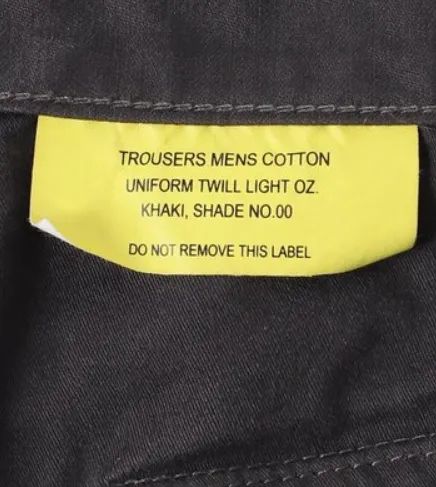 TROUSERS MENS COTTON
UNIFORM TWILL LIGHT OZ.
KHAKI, SHADE NO.00
DO NOT REMOVE THIS LABEL